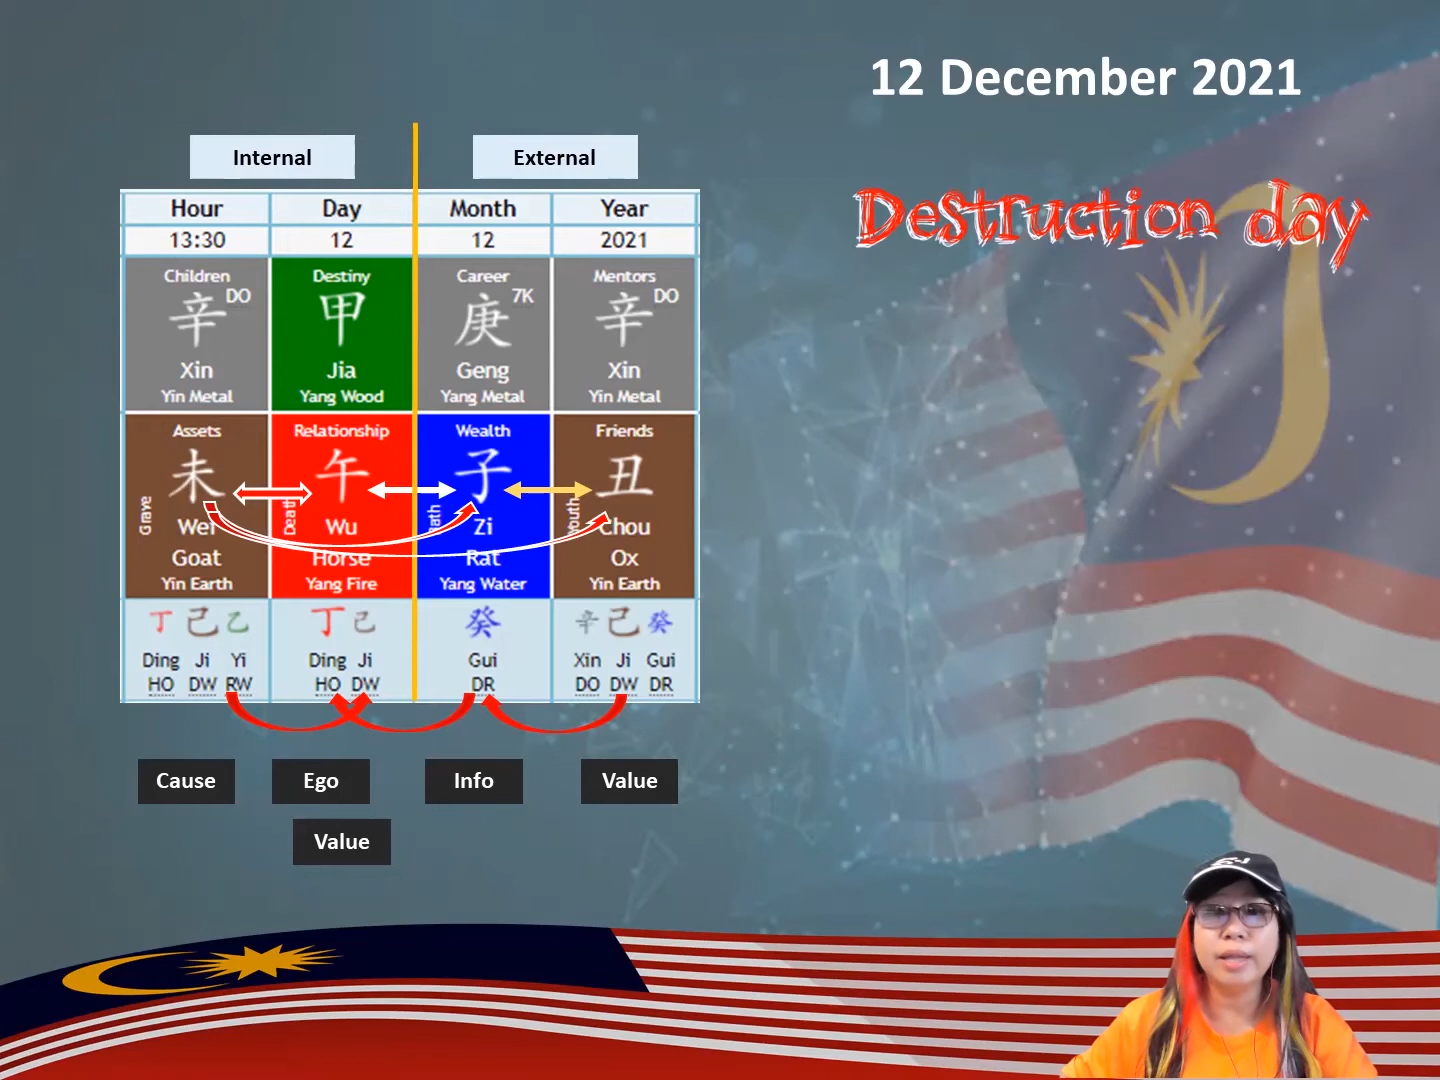 12 December 2021
Destruction day
Internal External
Hour Day Month Year
13:30 12 12 2021
Children Destiny Career Mentors
辛 DO 甲 庚 7K 辛 DO
Xin Jia Geng Xin
Yin Metal Yang Wood Yang Metal Yin Metal
Assets Relationship Wealth Friends
未 午 子 丑
Grave Death
Wei Wu Zi Chou
Goat Horse Rat Ox
Yin Earth Yang Fire Yang Water Yin Earth
丁 己 乙 丁 己 癸 辛 己 癸
Ding Ji Yi Ding Ji Gui Xin Ji Gui
HO DW RW HO DW DR DO DW DR
Cause Ego Info Value
Value